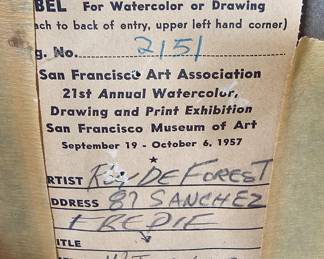 BEL For Watercolor or Drawing
ach to back of entry, upper left hand corner)
g. No. 2151
San Francisco Art Association
21st Annual Watercolor,
Drawing and Print Exhibition
San Francisco Museum of Art
September 19 - October 6, 1957
RTIST ROY DE FOREST
DDRESS 87 SANCHEZ
ITLE